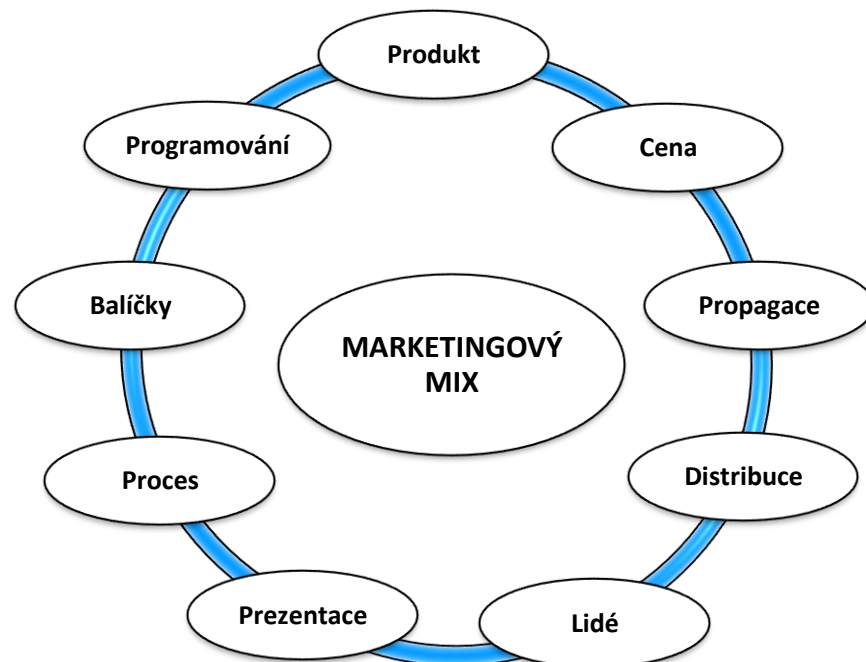 Produkt
Cena
Propagace
Distribuce
Lidé
Prezentace
Proces
Balíčky
Programování
MARKETINGOVÝ
MIX